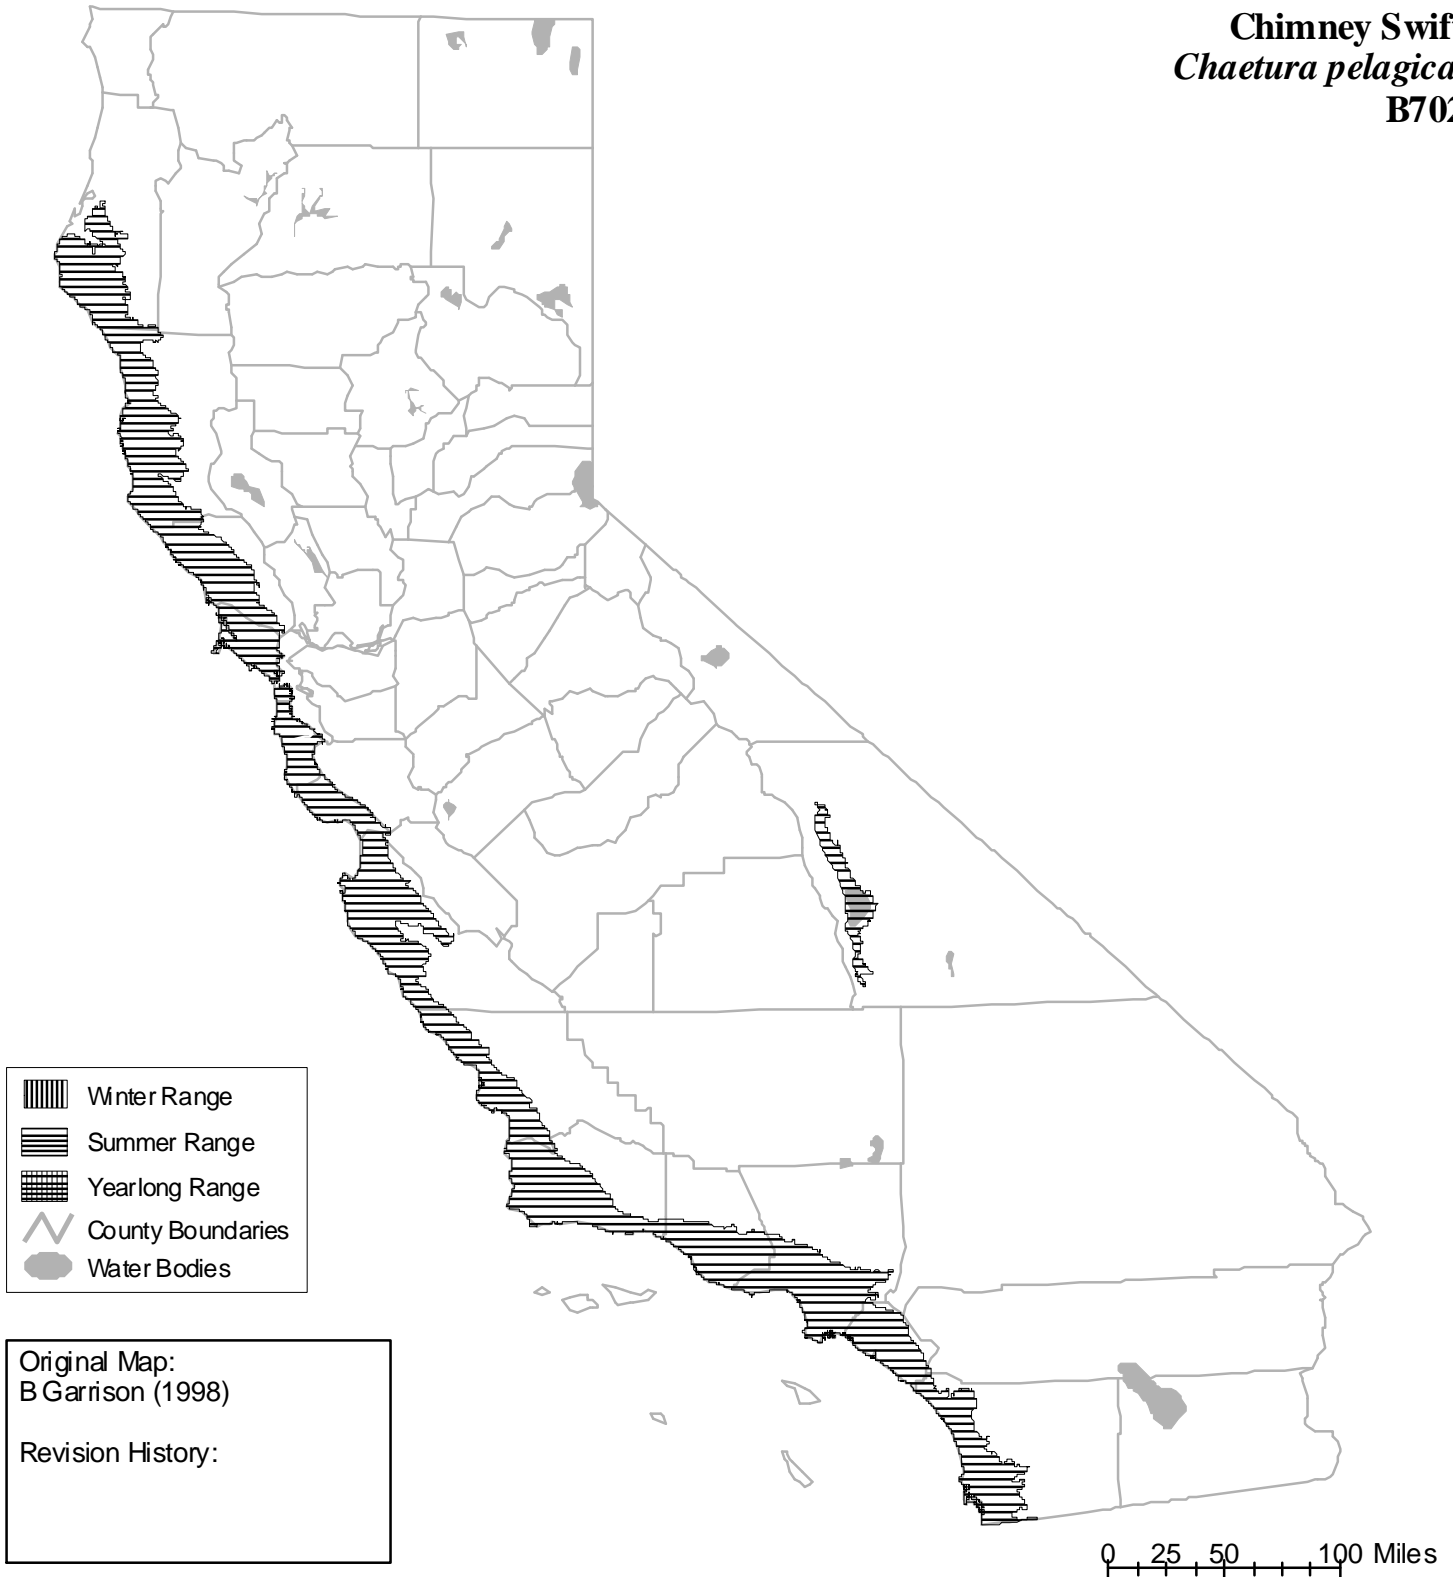 Chimney Swif
Chaetura pelagica
B702
Winter Range
Summer Range
Yearlong Range
County Boundaries
Water Bodies
Original Map:
B Garrison (1998)
Revision History:
0 25 50 100 Miles